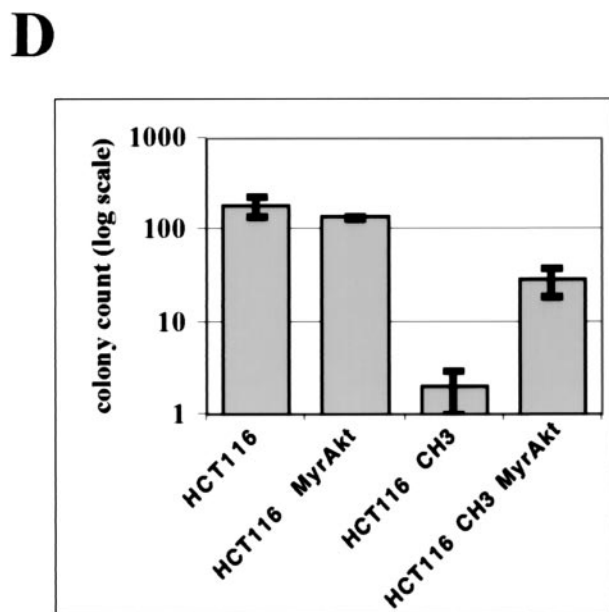 D
1000
100
10
1
colony count (log scale)
HCT116
HCT116 MyrAkt
HCT116 CH3
HCT116 CH3 MyrAkt